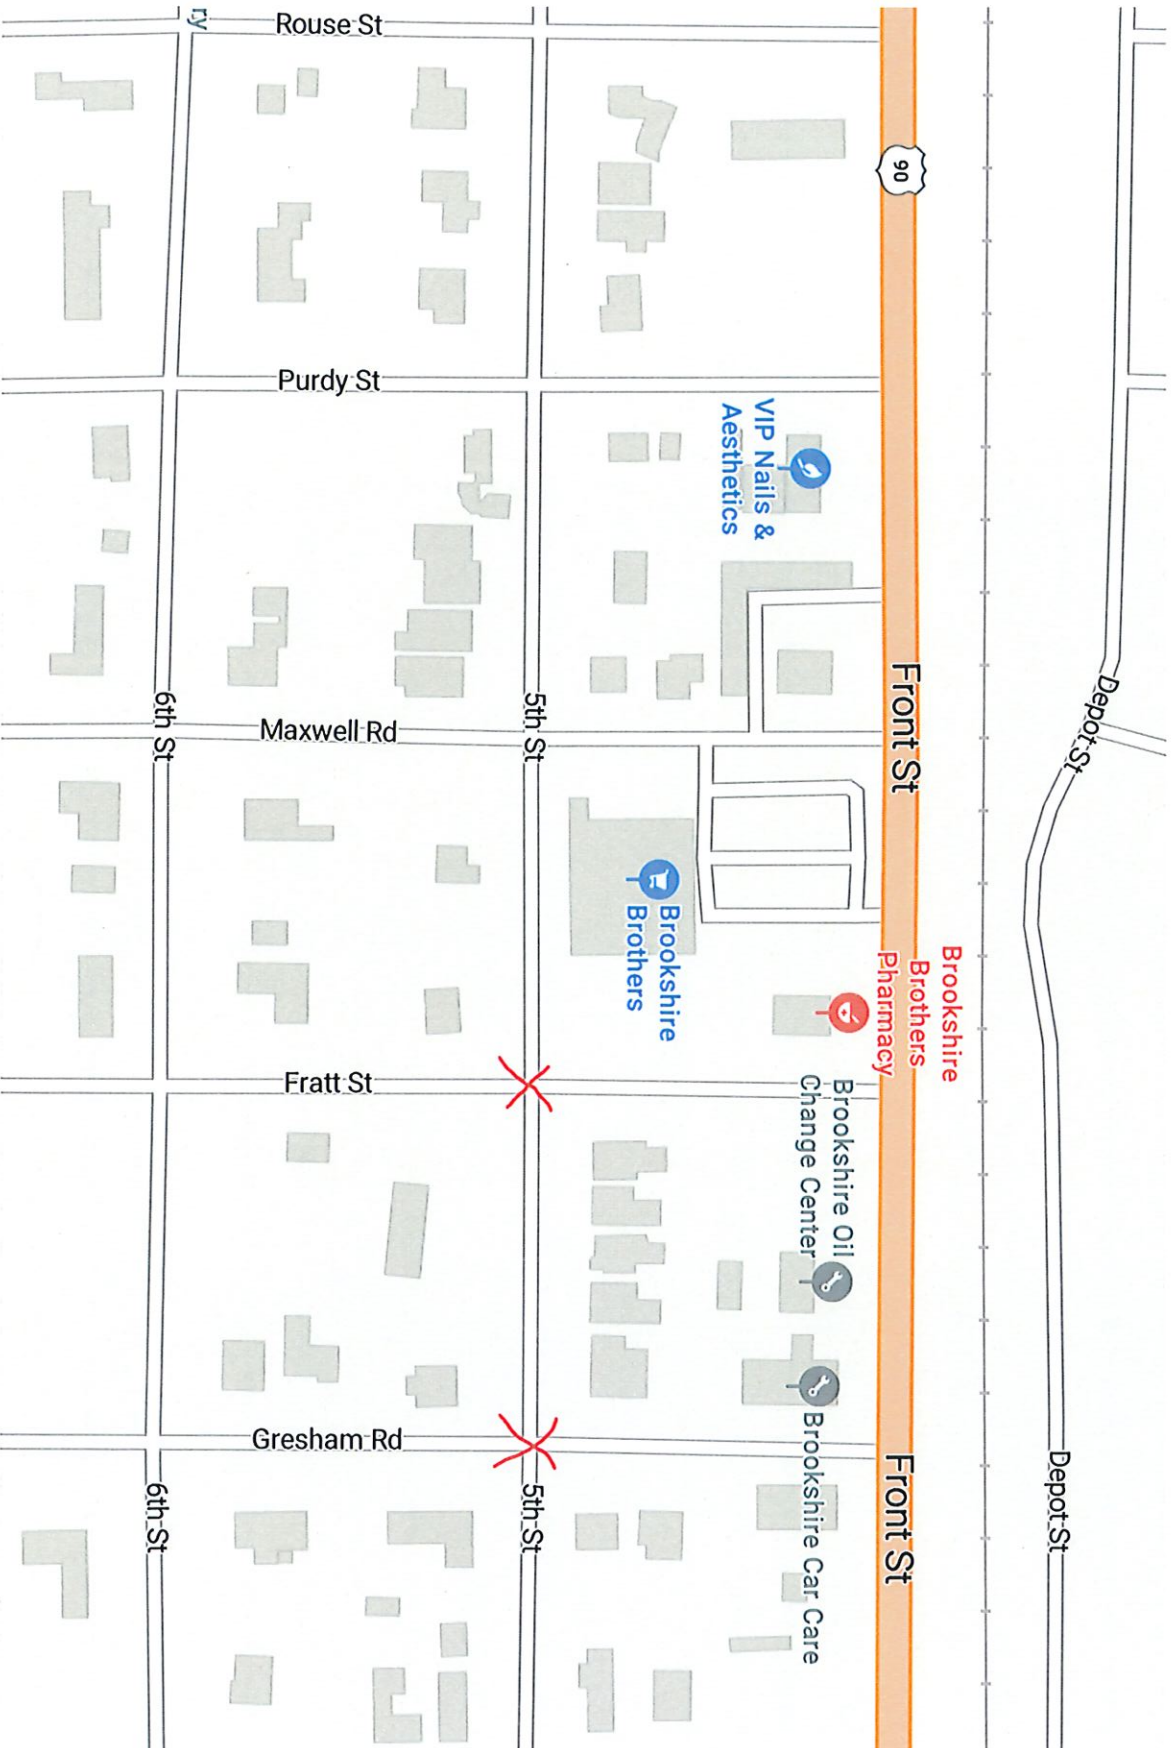 ry
Rouse St
90
Purdy St
VIP Nails &
Aesthetics
Front St
Depot St
6th St
Maxwell Rd
5th St
Brookshire
Brothers
Brookshire
Brothers
Pharmacy
Fratt St
Brookshire Oil
Change Center
Gresham Rd
Brookshire Car Care
Front St
Depot St
6th St
5th St